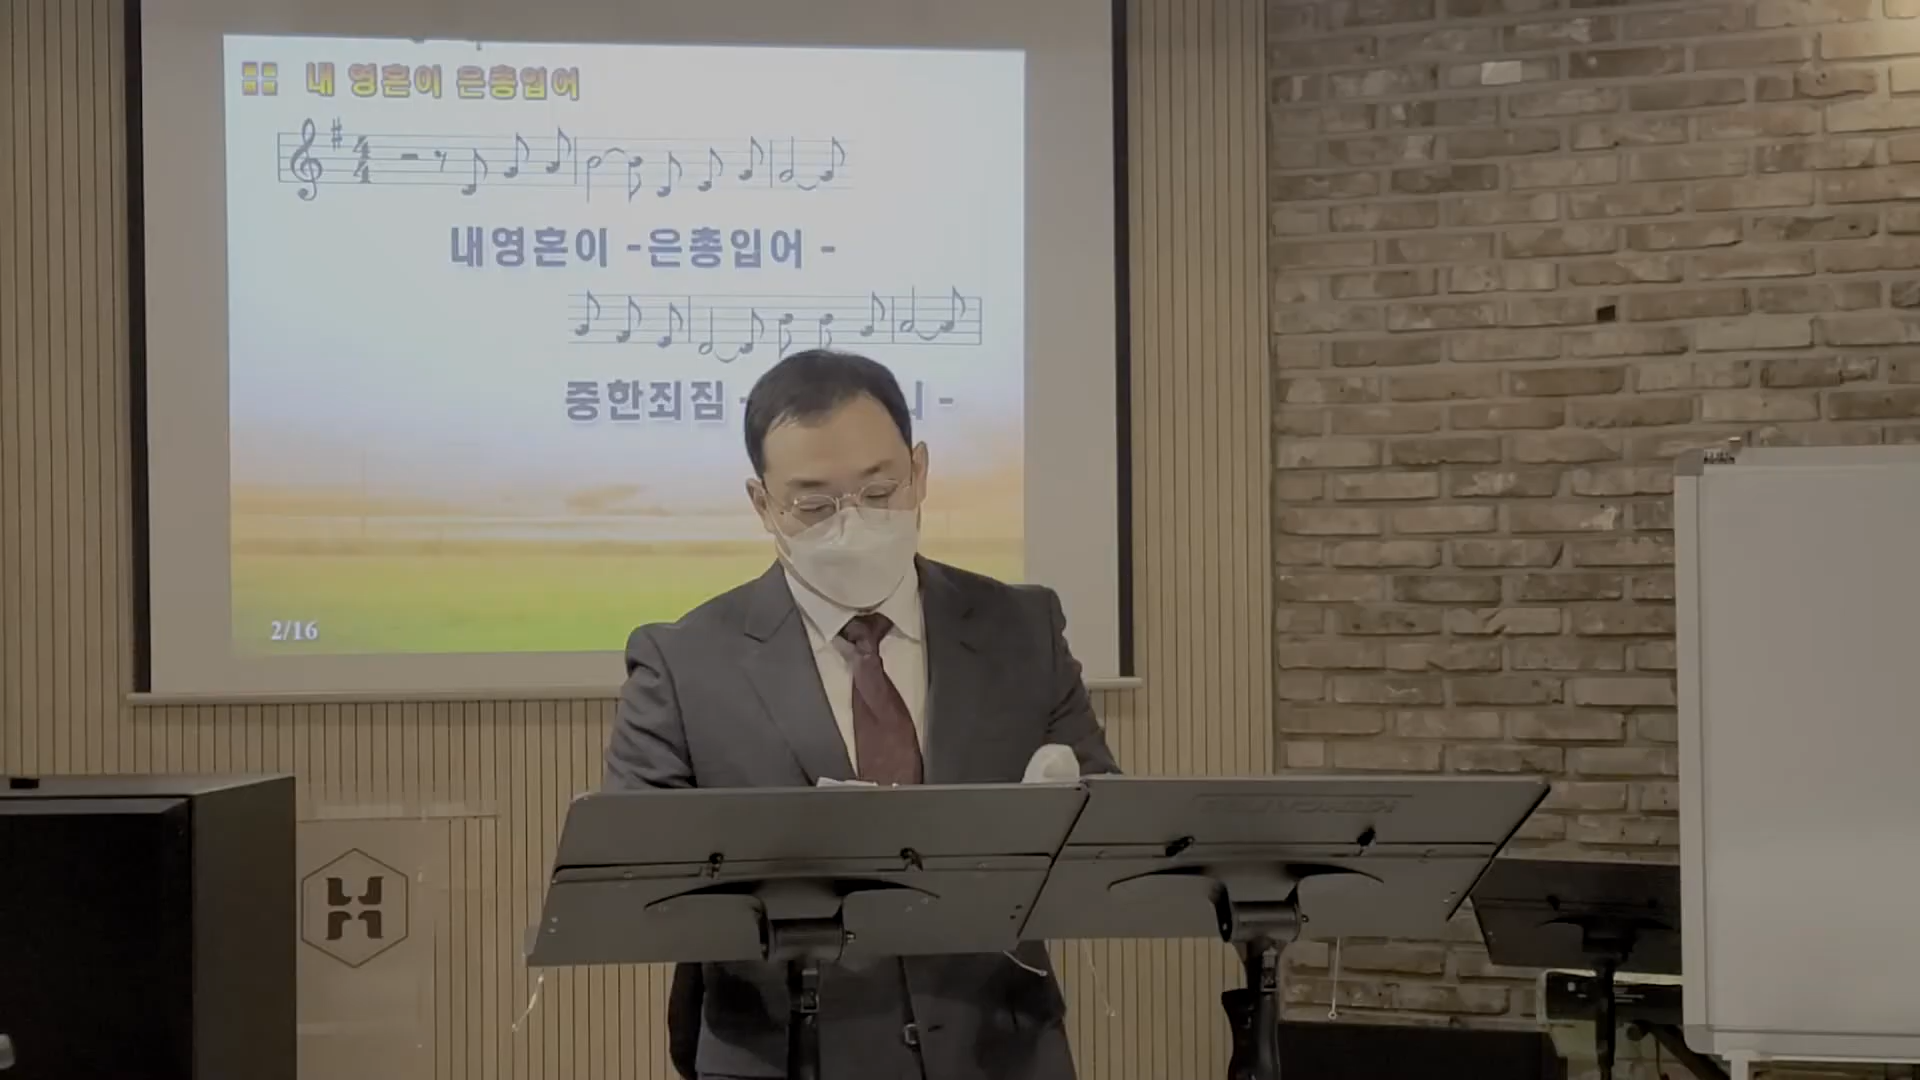 내 영혼이 은총입어
내영혼이 -은총입어 -
중한죄짐 -
-
2/16